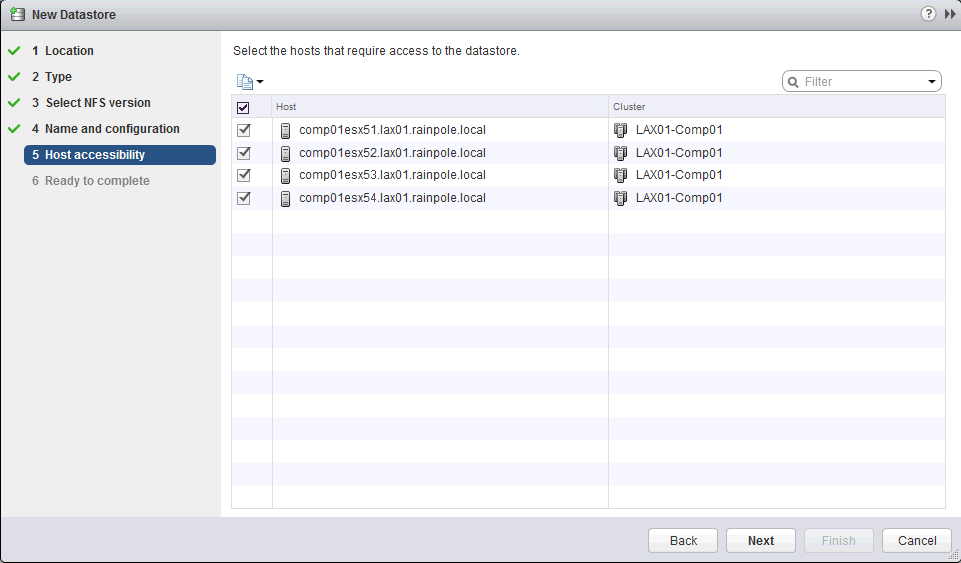 New Datastore
?
1 Location
2 Type
3 Select NFS version
4 Name and configuration
5 Host accessibility
6 Ready to complete
Select the hosts that require access to the datastore.
Filter
Host Cluster
comp01esx51.lax01.rainpole.local LAX01-Comp01
comp01esx52.lax01.rainpole.local LAX01-Comp01
comp01esx53.lax01.rainpole.local LAX01-Comp01
comp01esx54.lax01.rainpole.local LAX01-Comp01
Back Next Finish Cancel